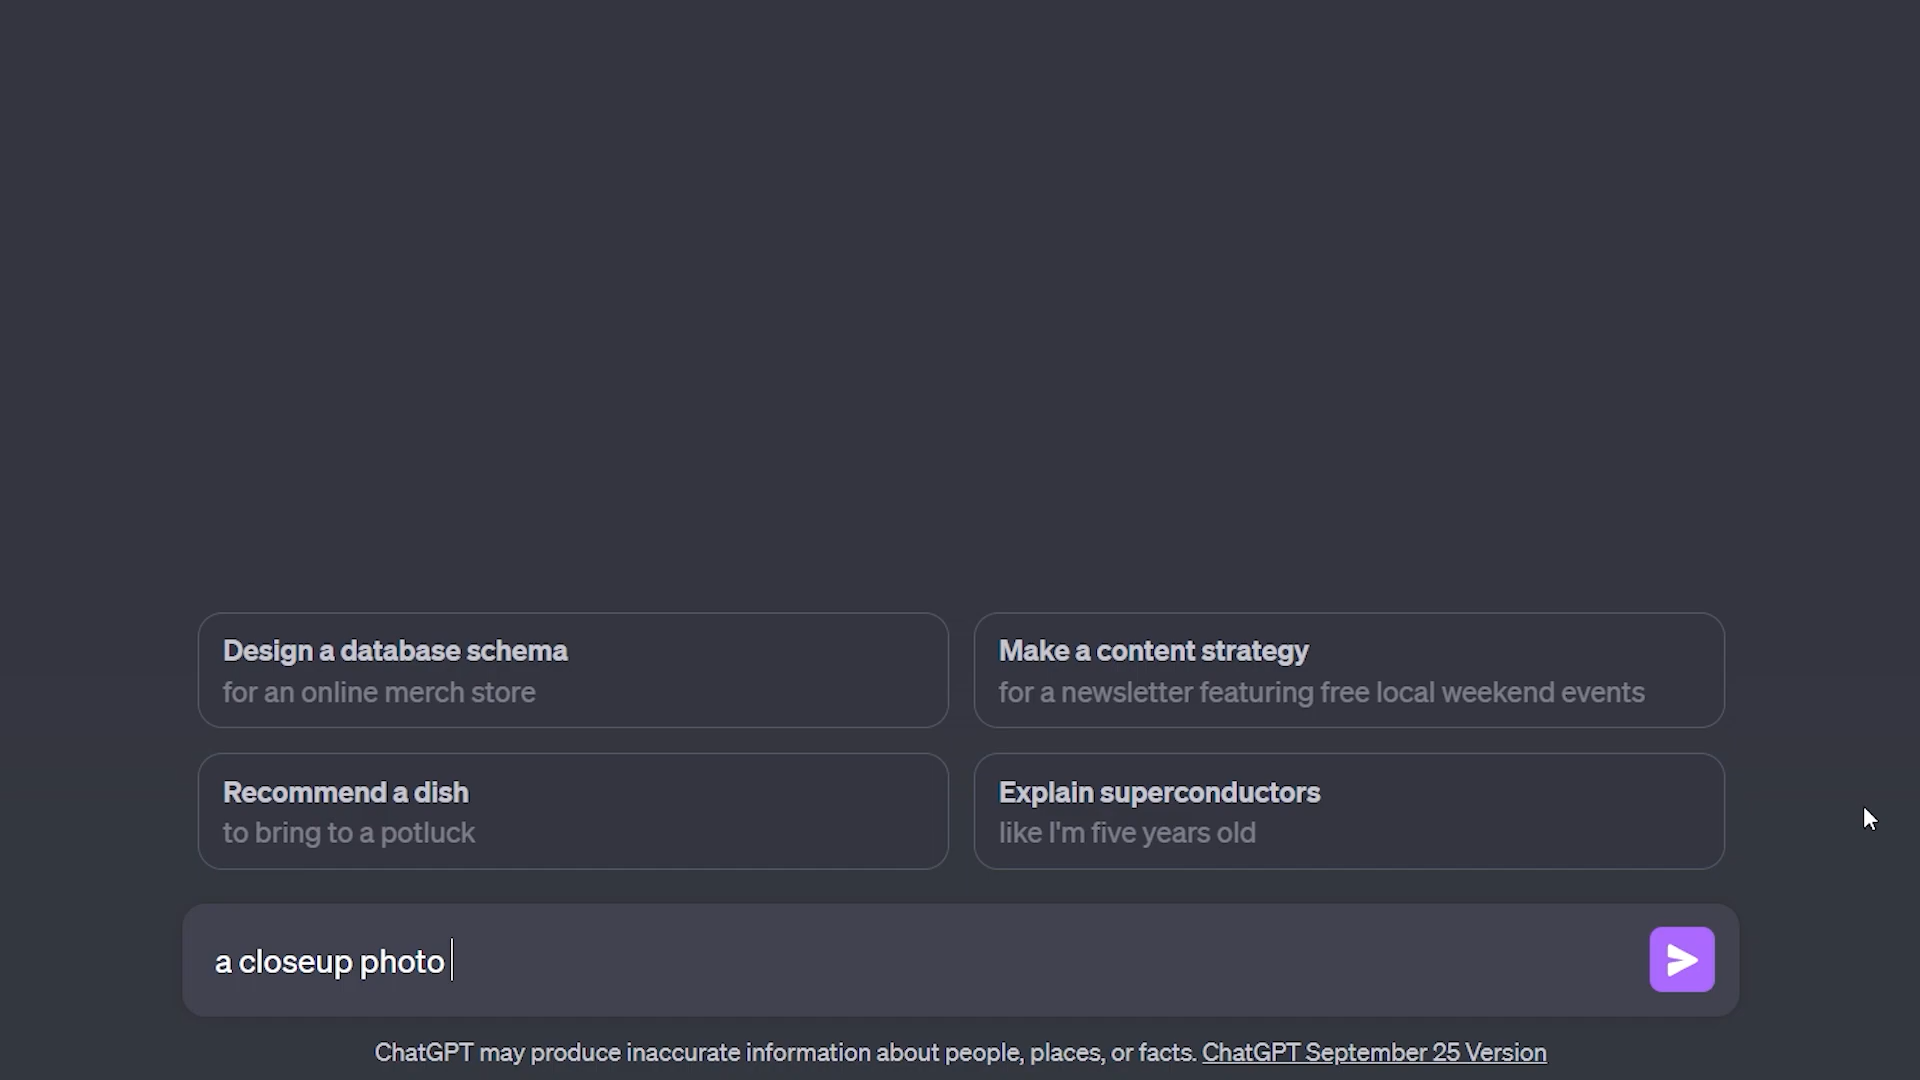 Design a database schema
for an online merch store
Make a content strategy
for a newsletter featuring free local weekend events
Recommend a dish
to bring to a potluck
Explain superconductors
like I'm five years old
a closeup photo
ChatGPT may produce inaccurate information about people, places, or facts. ChatGPT September 25 Version